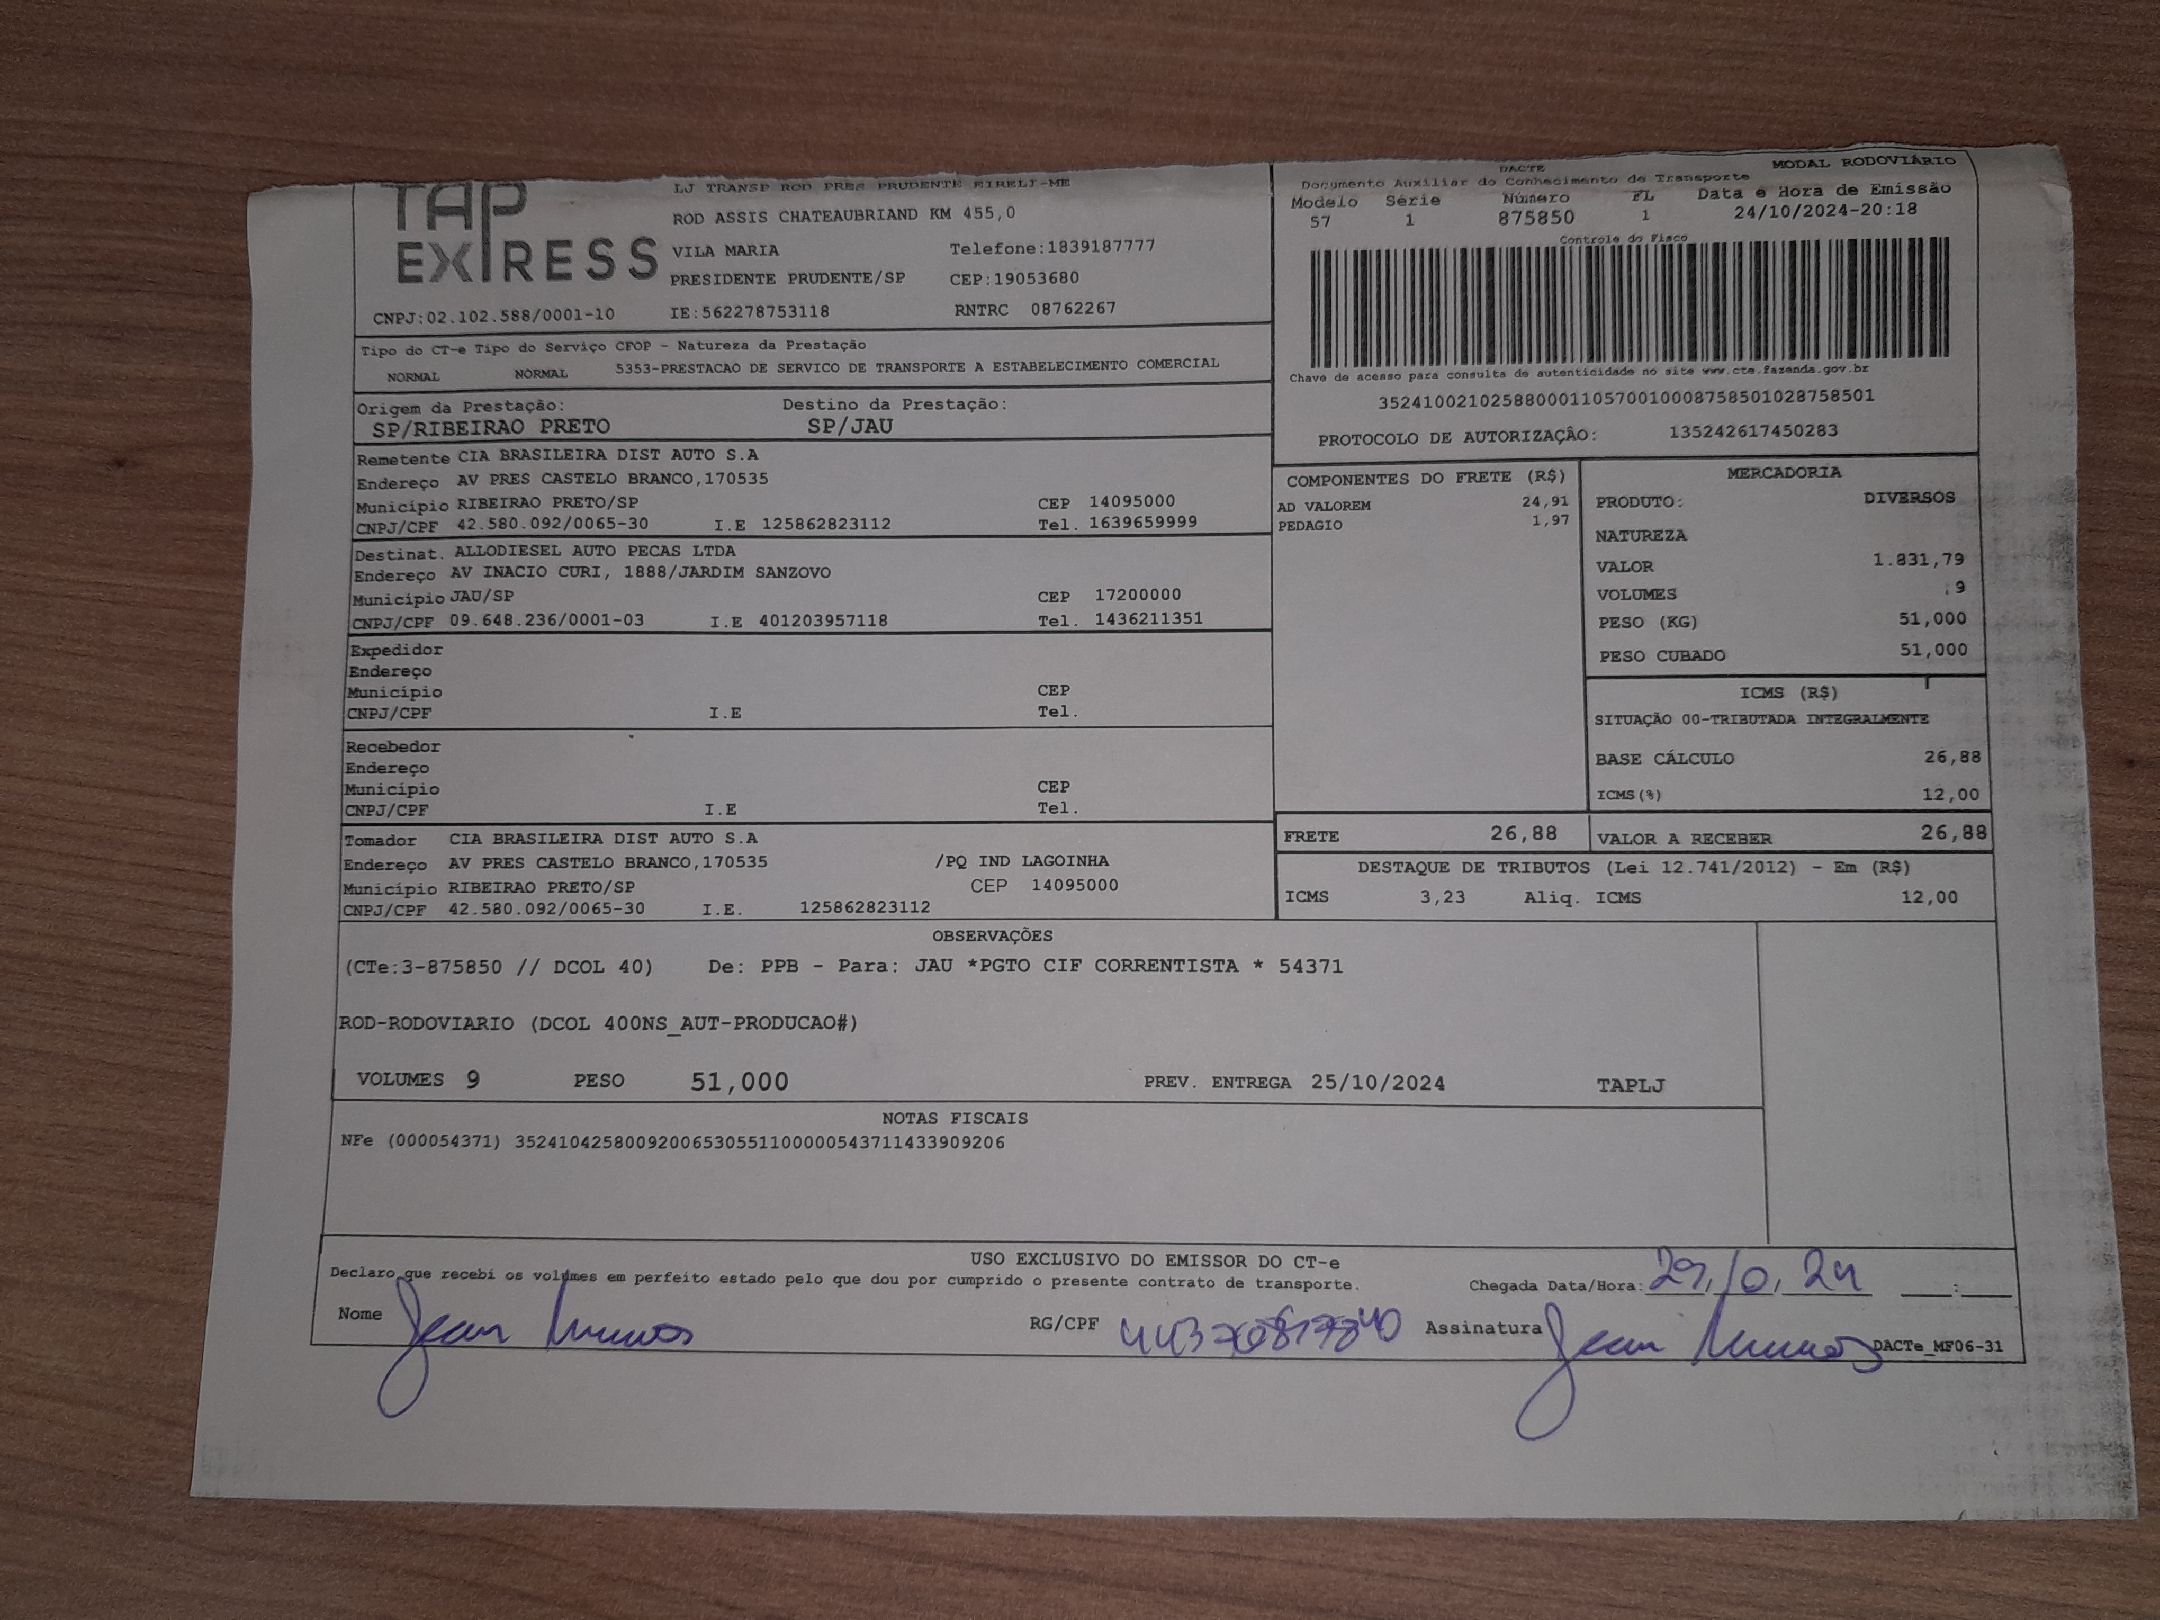 TAP
EXPRESS
LJ TRANSP ROD PRES PRUDENTE EIRELI-ME
ROD ASSIS CHATEAUBRIAND KM 455,0
VILA MARIA Telefone:1839187777
PRESIDENTE PRUDENTE/SP CEP:19053680
CNPJ:02.102.588/0001-10 IE:562278753118 RNTRC 08762267
DACTE MODAL RODOVIÁRIO
Documento Auxiliar do Conhecimento de Transporte
Modelo Série Número FL Data e Hora de Emissão
57 1 875850 1 24/10/2024-20:18
Controle do Fisco
Chave de acesso para consulta de autenticidade no site www.cte.fazenda.gov.br
35241002102588000110570010008758501028758501
PROTOCOLO DE AUTORIZAÇÂO: 135242617450283
Tipo do CT-e Tipo do Serviço CFOP - Natureza da Prestação
NORMAL NORMAL 5353-PRESTACAO DE SERVICO DE TRANSPORTE A ESTABELECIMENTO COMERCIAL
Origem da Prestação: Destino da Prestação:
SP/RIBEIRAO PRETO SP/JAU
Remetente CIA BRASILEIRA DIST AUTO S.A
Endereço AV PRES CASTELO BRANCO,170535
Município RIBEIRAO PRETO/SP CEP 14095000
CNPJ/CPF 42.580.092/0065-30 I.E 125862823112 Tel. 1639659999
Destinat. ALLODIESEL AUTO PECAS LTDA
Endereço AV INACIO CURI, 1888/JARDIM SANZOVO
Município JAU/SP CEP 17200000
CNPJ/CPF 09.648.236/0001-03 I.E 401203957118 Tel. 1436211351
Expedidor
Endereço
Município CEP
CNPJ/CPF I.E Tel.
Recebedor
Endereço
Município CEP
CNPJ/CPF I.E Tel.
Tomador CIA BRASILEIRA DIST AUTO S.A
Endereço AV PRES CASTELO BRANCO,170535 /PQ IND LAGOINHA
Município RIBEIRAO PRETO/SP CEP 14095000
CNPJ/CPF 42.580.092/0065-30 I.E. 125862823112
COMPONENTES DO FRETE (R$)
AD VALOREM 24,91
PEDAGIO 1,97
MERCADORIA
PRODUTO: DIVERSOS
NATUREZA
VALOR 1.831,79
VOLUMES 9
PESO (KG) 51,000
PESO CUBADO 51,000
ICMS (R$)
SITUAÇÃO 00-TRIBUTADA INTEGRALMENTE
BASE CÁLCULO 26,88
ICMS(%) 12,00
FRETE 26,88 VALOR A RECEBER 26,88
DESTAQUE DE TRIBUTOS (Lei 12.741/2012) - Em (R$)
ICMS 3,23 Aliq. ICMS 12,00
OBSERVAÇÕES
(CTe:3-875850 // DCOL 40) De: PPB - Para: JAU *PGTO CIF CORRENTISTA * 54371
ROD-RODOVIARIO (DCOL 400NS_AUT-PRODUCAO#)
VOLUMES 9 PESO 51,000 PREV. ENTREGA 25/10/2024 TAPLJ
NOTAS FISCAIS
NFe (000054371) 35241042580092006530551100000543711433909206
USO EXCLUSIVO DO EMISSOR DO CT-e
Declaro que recebi os volumes em perfeito estado pelo que dou por cumprido o presente contrato de transporte.
Chegada Data/Hora: :
Nome Jean RG/CPF Assinatura Jean
DACTe_MF06-31